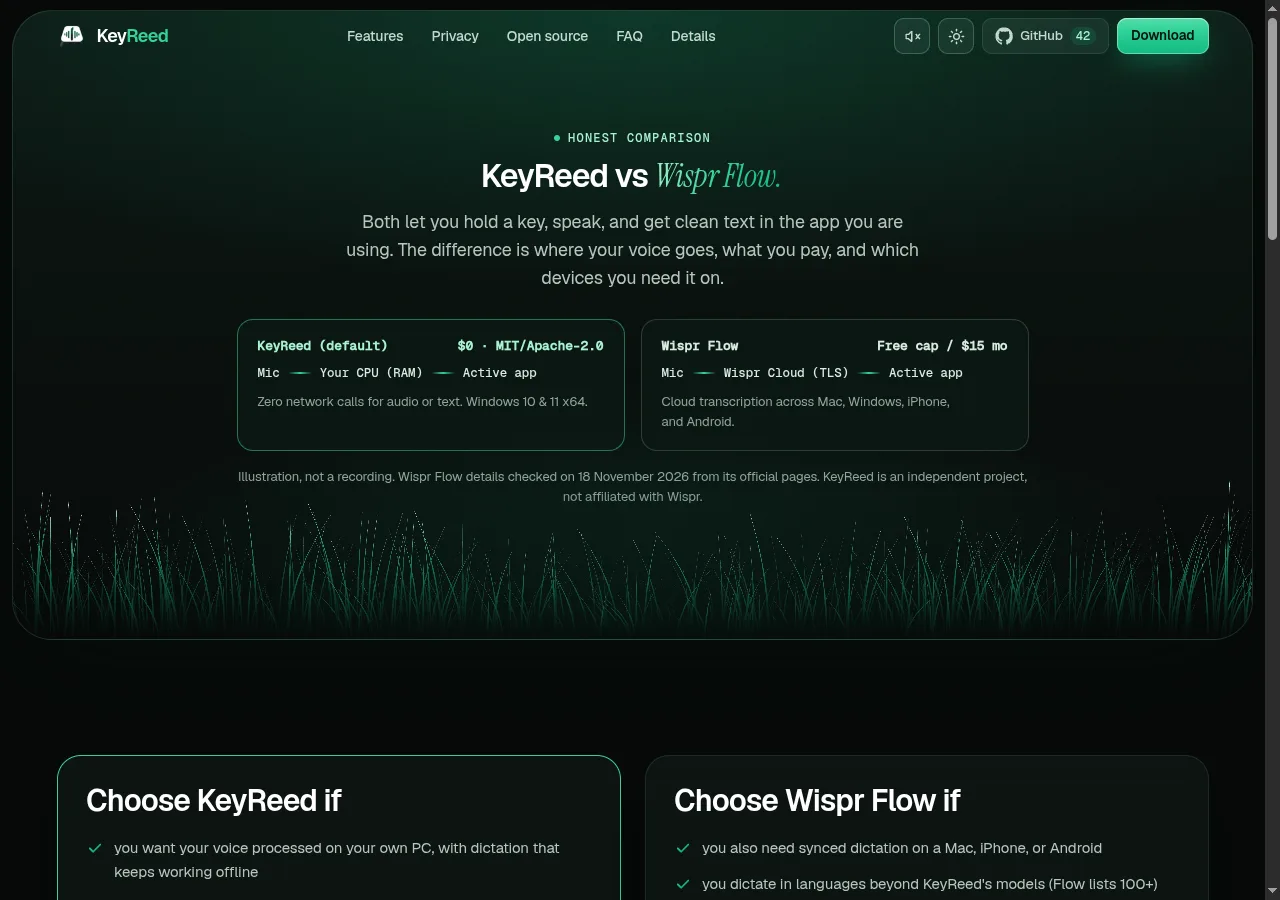 KeyReed
Features
Privacy
Open source
FAQ
Details
GitHub 42
Download
HONEST COMPARISON
KeyReed vs Wispr Flow.
Both let you hold a key, speak, and get clean text in the app you are
using. The difference is where your voice goes, what you pay, and which
devices you need it on.
KeyReed (default) $0 · MIT/Apache-2.0
Mic Your CPU (RAM) Active app
Zero network calls for audio or text. Windows 10 & 11 x64.
Wispr Flow Free cap / $15 mo
Mic Wispr Cloud (TLS) Active app
Cloud transcription across Mac, Windows, iPhone,
and Android.
Illustration, not a recording. Wispr Flow details checked on 18 November 2026 from its official pages. KeyReed is an independent project,
not affiliated with Wispr.
Choose KeyReed if
you want your voice processed on your own PC, with dictation that
keeps working offline
Choose Wispr Flow if
you also need synced dictation on a Mac, iPhone, or Android
you dictate in languages beyond KeyReed's models (Flow lists 100+)